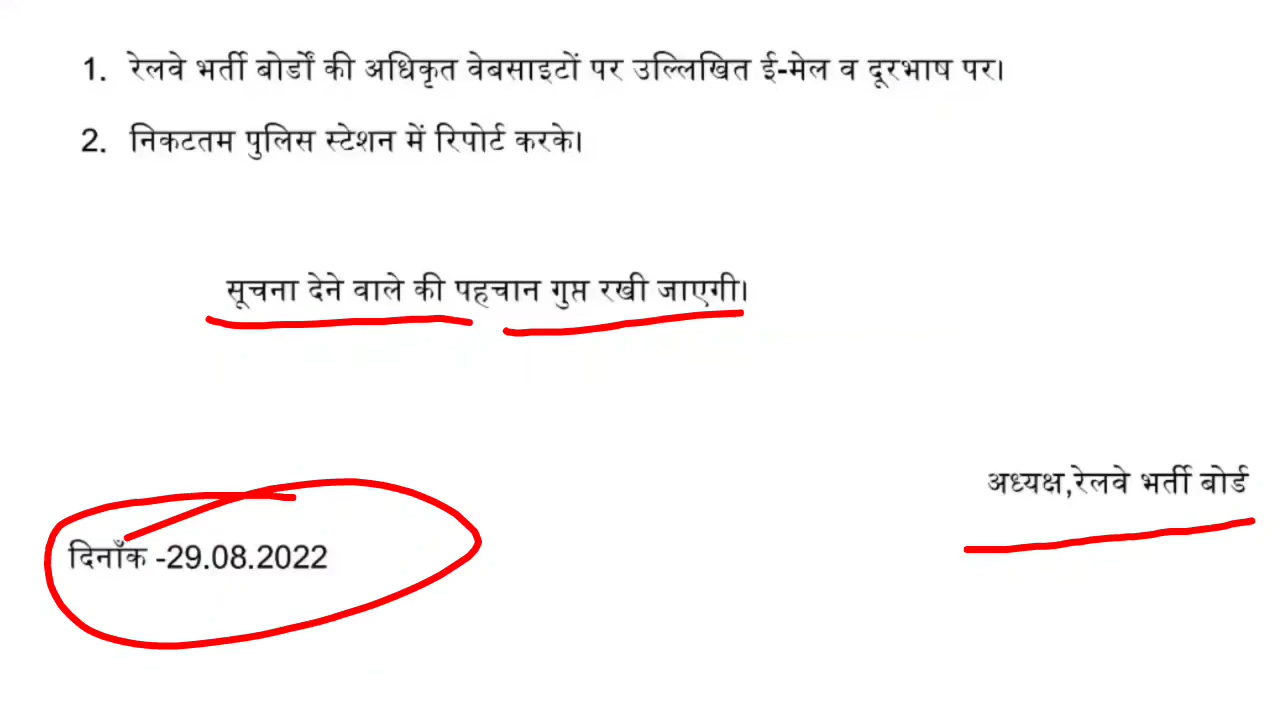 1. रेलवे भर्ती बोर्डों की अधिकृत वेबसाइटों पर उल्लिखित ई-मेल व दूरभाष पर।
2. निकटतम पुलिस स्टेशन में रिपोर्ट करके।
सूचना देने वाले की पहचान गुप्त रखी जाएगी।
अध्यक्ष,रेलवे भर्ती बोर्ड
दिनाँक -29.08.2022